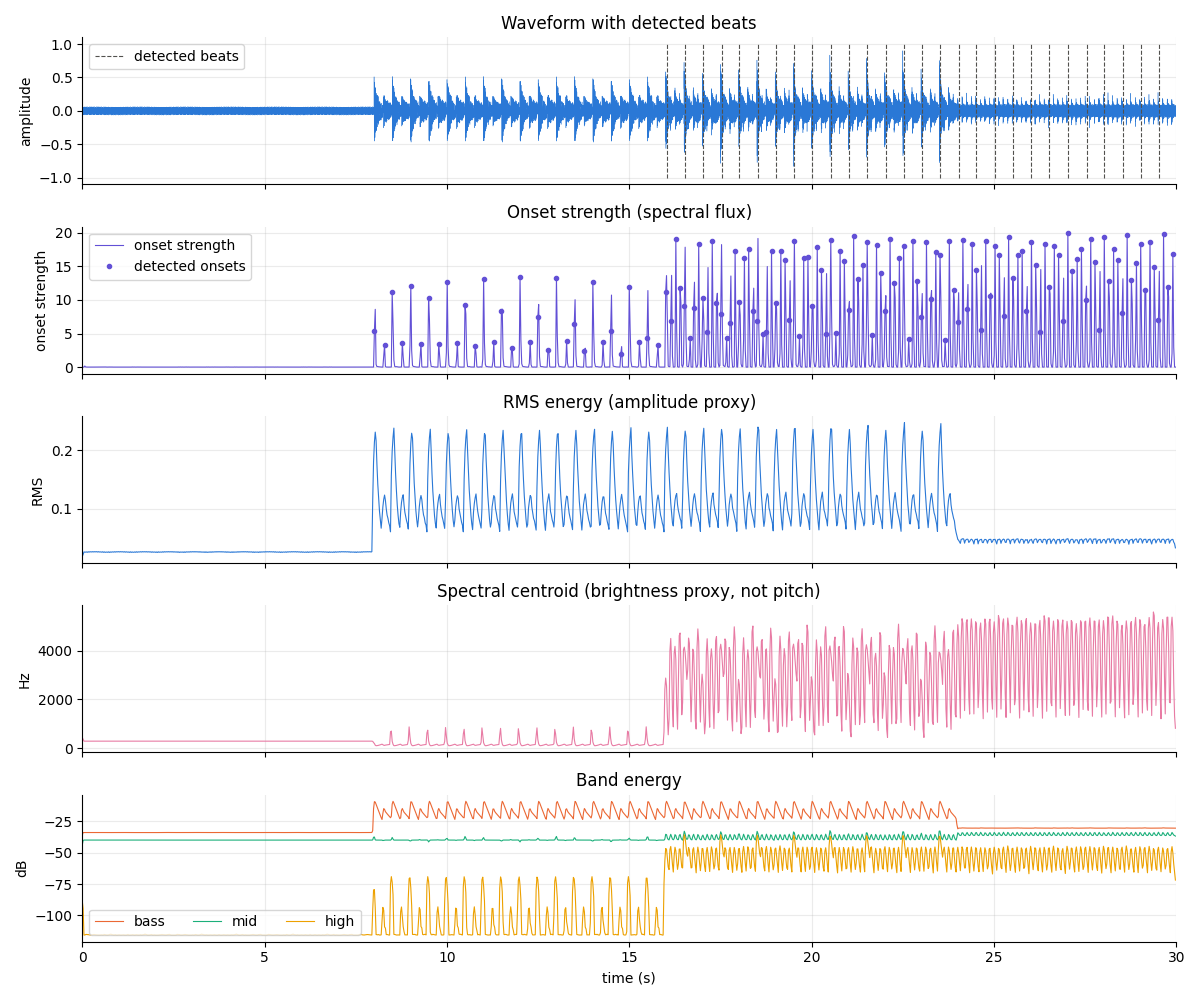 Waveform with detected beats
1.0
0.5
0.0
−0.5
−1.0
amplitude
detected beats
Onset strength (spectral flux)
20
15
10
5
0
onset strength
onset strength
detected onsets
RMS energy (amplitude proxy)
0.2
0.1
RMS
Spectral centroid (brightness proxy, not pitch)
4000
2000
0
Hz
Band energy
−25
−50
−75
−100
dB
bass mid high
0 5 10 15 20 25 30
time (s)